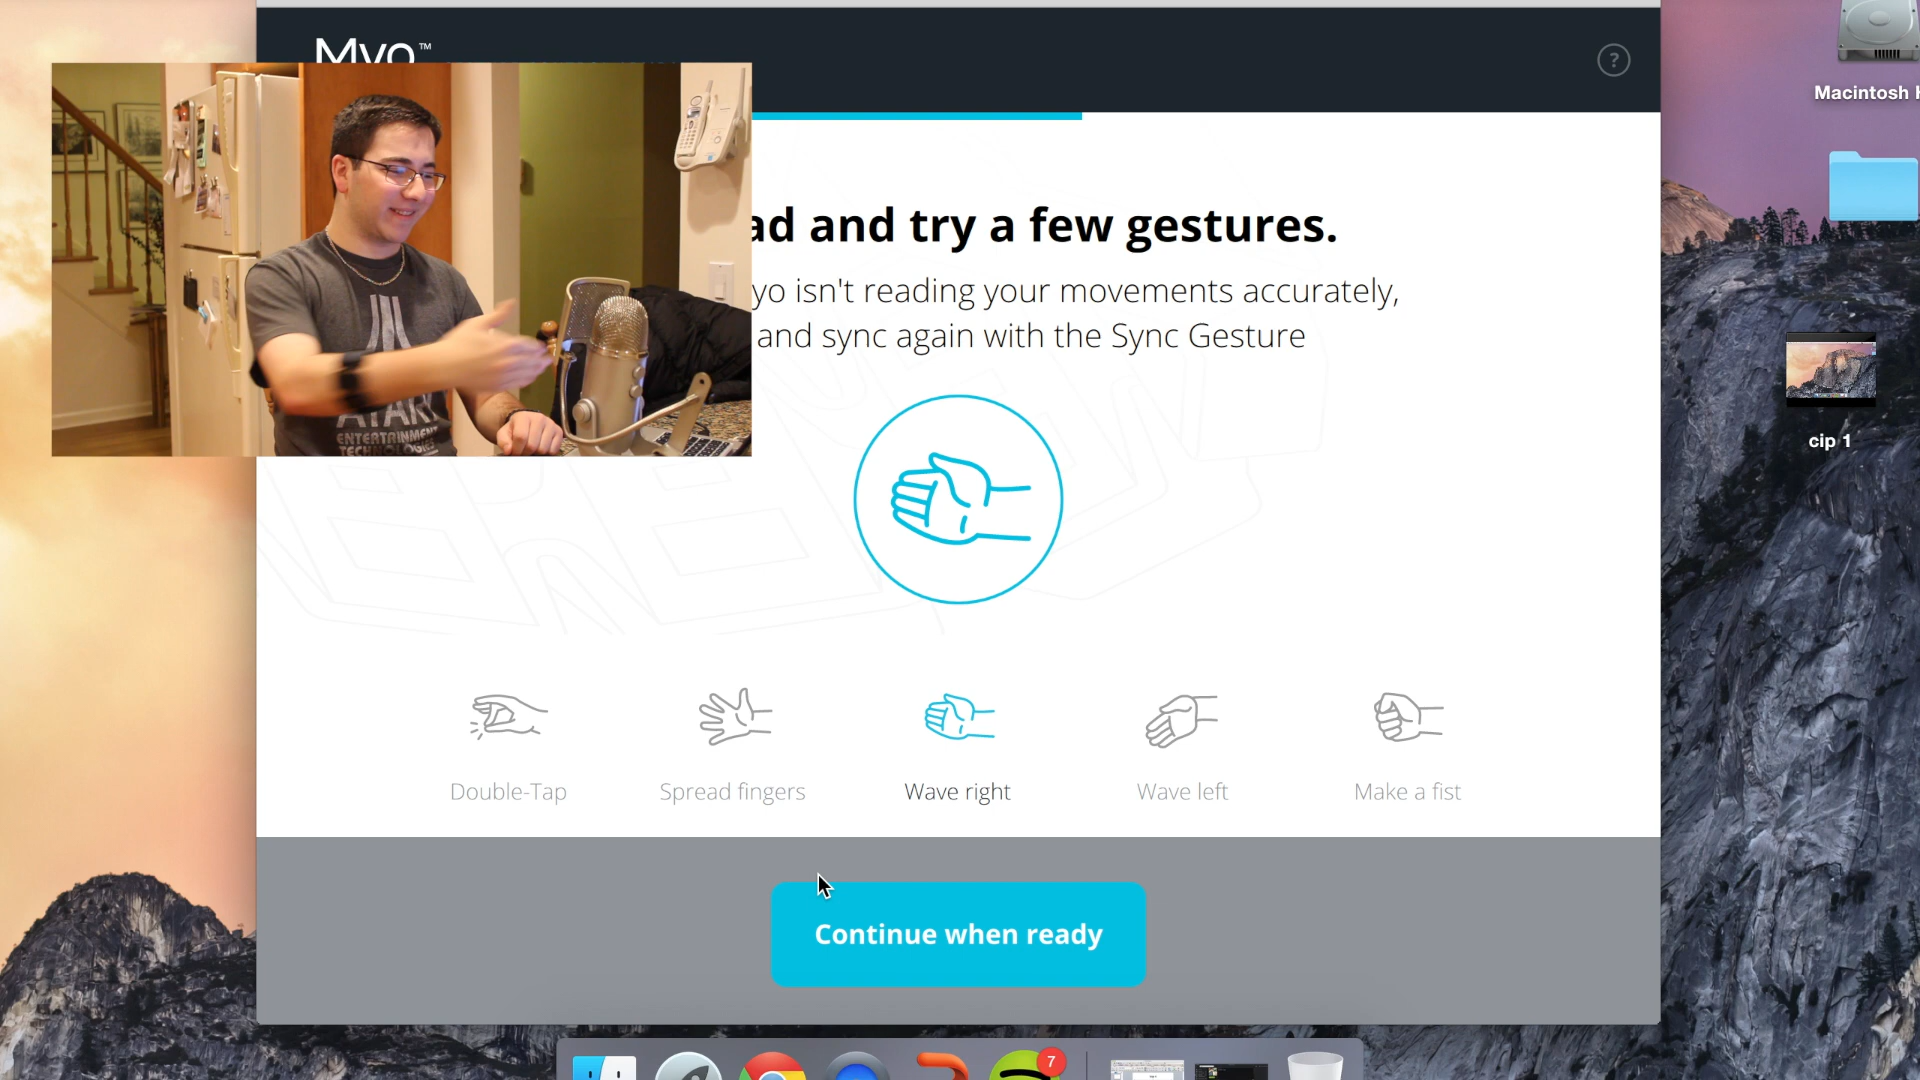 Myo™
?
Macintosh
ad and try a few gestures.
yo isn't reading your movements accurately,
and sync again with the Sync Gesture
ATARI
ENTERTAINMENT
TECHNOLOGIES
cip 1
Double-Tap
Spread fingers
Wave right
Wave left
Make a fist
Continue when ready
7